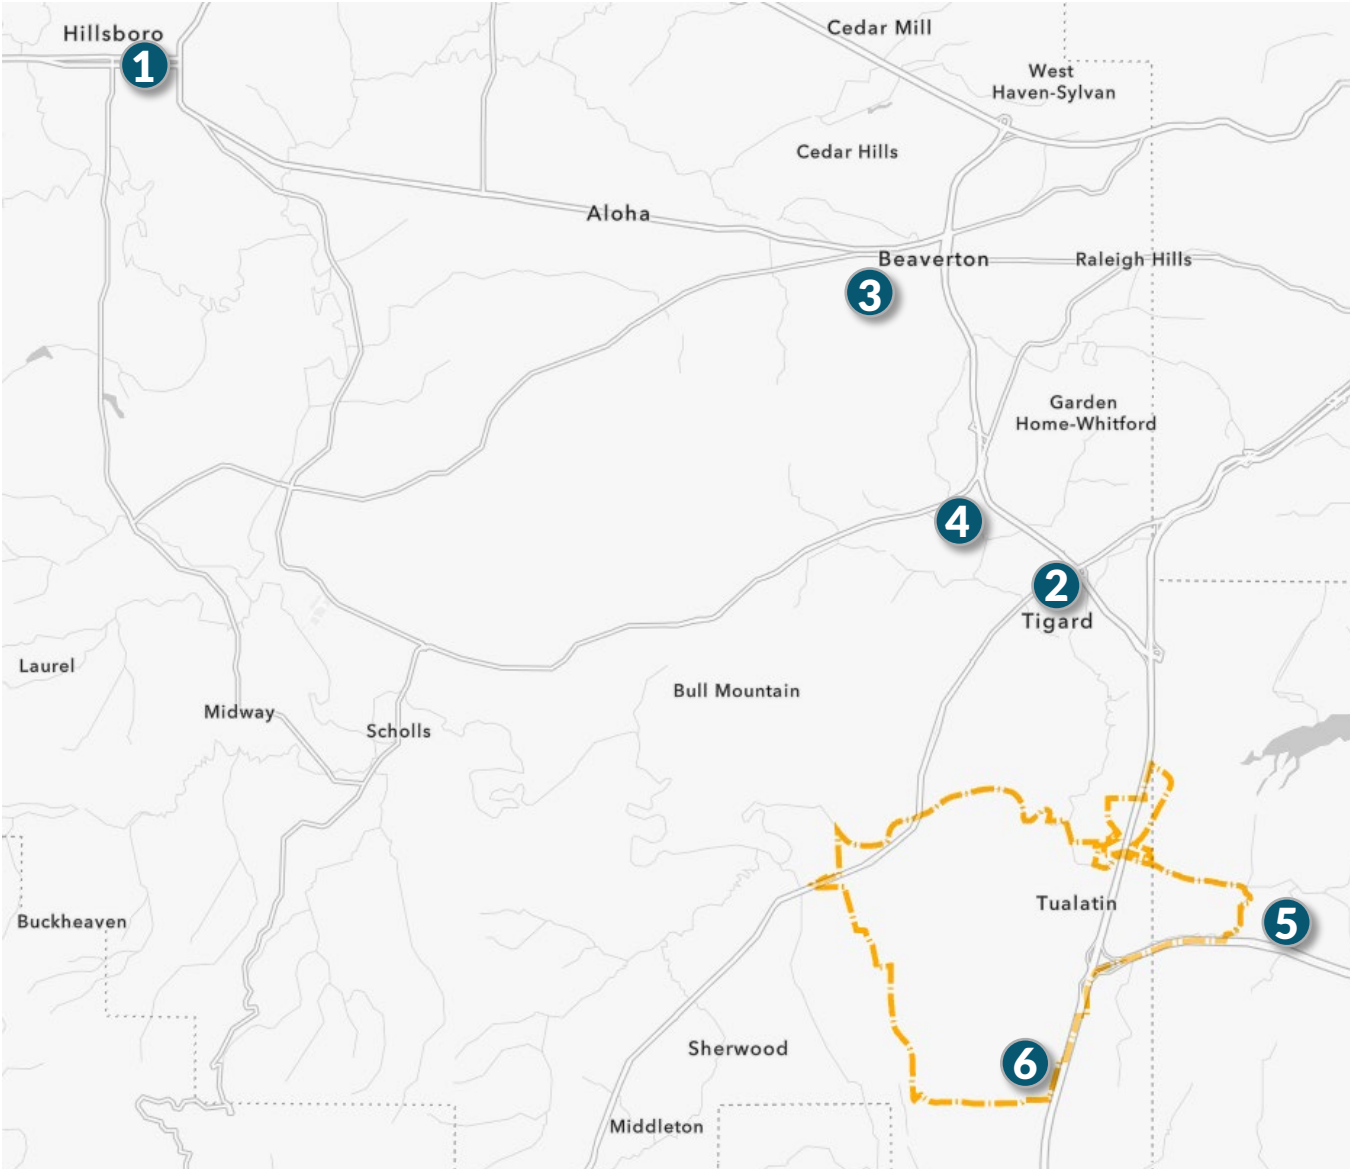 Cedar Mill
Hillsboro
1
West
Haven-Sylvan
Cedar Hills
Aloha
Beaverton
Raleigh Hills
3
Garden
Home-Whitford
4
2
Tigard
Laurel
Bull Mountain
Midway
Scholls
Tualatin
Buckheaven
5
Sherwood
6
Middleton